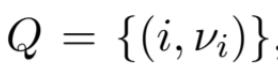 Q = {(i, νᵢ)},